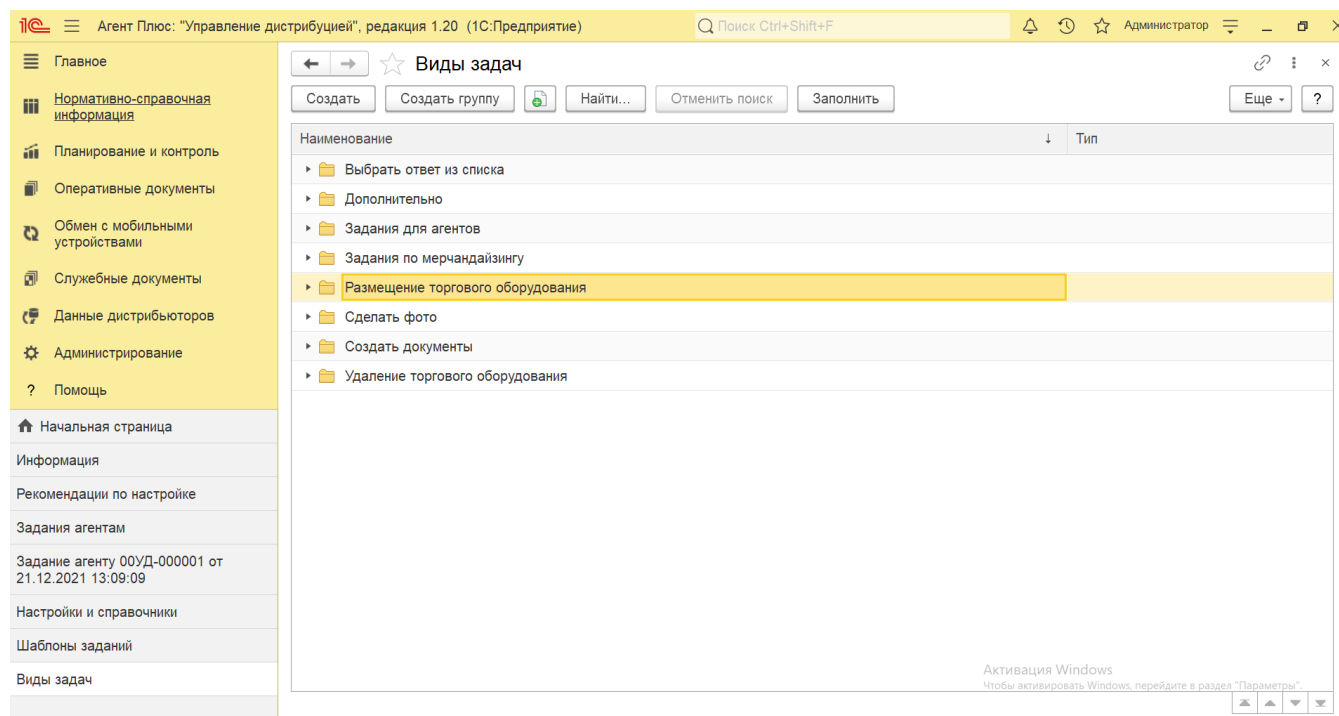 1С Агент Плюс: "Управление дистрибуцией", редакция 1.20 (1С:Предприятие) Поиск Ctrl+Shift+F Администратор
Главное
Нормативно-справочная
информация
Планирование и контроль
Оперативные документы
Обмен с мобильными
устройствами
Служебные документы
Данные дистрибьюторов
Администрирование
? Помощь
Начальная страница
Информация
Рекомендации по настройке
Задания агентам
Задание агенту 00УД-000001 от
21.12.2021 13:09:09
Настройки и справочники
Шаблоны заданий
Виды задач
Виды задач
Создать Создать группу Найти... Отменить поиск Заполнить Еще ?
Наименование ↓ Тип
Выбрать ответ из списка
Дополнительно
Задания для агентов
Задания по мерчандайзингу
Размещение торгового оборудования
Сделать фото
Создать документы
Удаление торгового оборудования
Активация Windows
Чтобы активировать Windows, перейдите в раздел "Параметры".